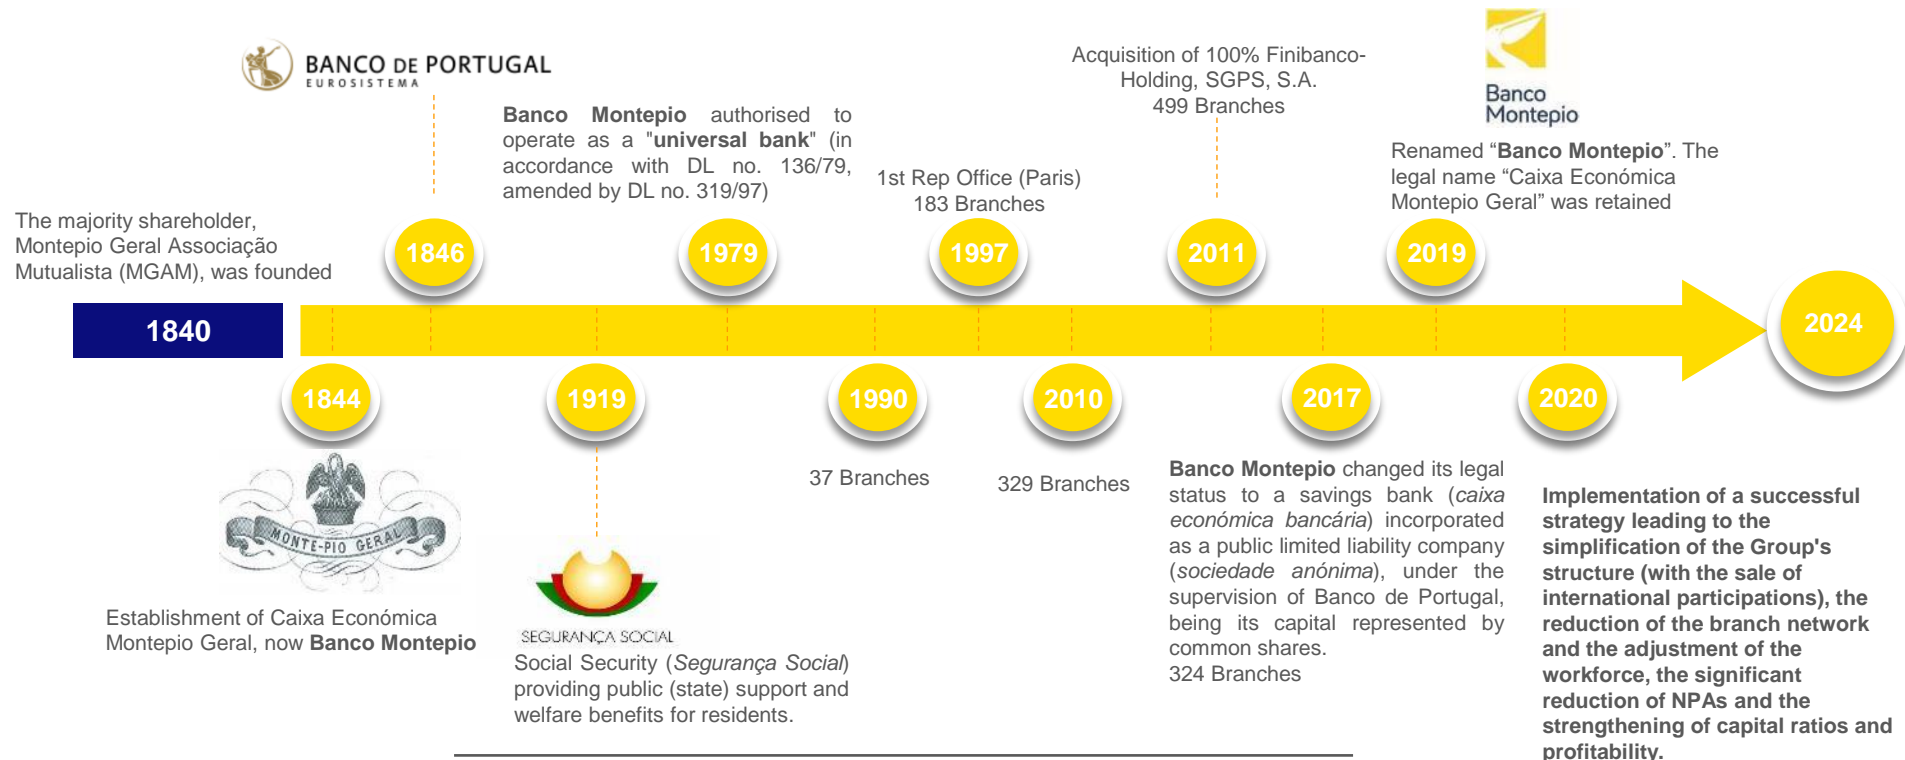 BANCO DE PORTUGAL
EUROSISTEMA
Banco Montepio authorised to
operate as a "universal bank" (in
accordance with DL no. 136/79,
amended by DL no. 319/97)
1st Rep Office (Paris)
183 Branches
Acquisition of 100% Finibanco-
Holding, SGPS, S.A.
499 Branches
Banco
Montepio
Renamed “Banco Montepio”. The
legal name “Caixa Económica
Montepio Geral” was retained
The majority shareholder,
Montepio Geral Associação
Mutualista (MGAM), was founded
1846
1979
1997
2011
2019
1840
2024
1844
1919
1990
2010
2017
2020
MONTE-PIO GERAL
Establishment of Caixa Económica
Montepio Geral, now Banco Montepio
SEGURANÇA SOCIAL
Social Security (Segurança Social)
providing public (state) support and
welfare benefits for residents.
37 Branches
329 Branches
Banco Montepio changed its legal
status to a savings bank (caixa
económica bancária) incorporated
as a public limited liability company
(sociedade anónima), under the
supervision of Banco de Portugal,
being its capital represented by
common shares.
324 Branches
Implementation of a successful
strategy leading to the
simplification of the Group's
structure (with the sale of
international participations), the
reduction of the branch network
and the adjustment of the
workforce, the significant
reduction of NPAs and the
strengthening of capital ratios and
profitability.